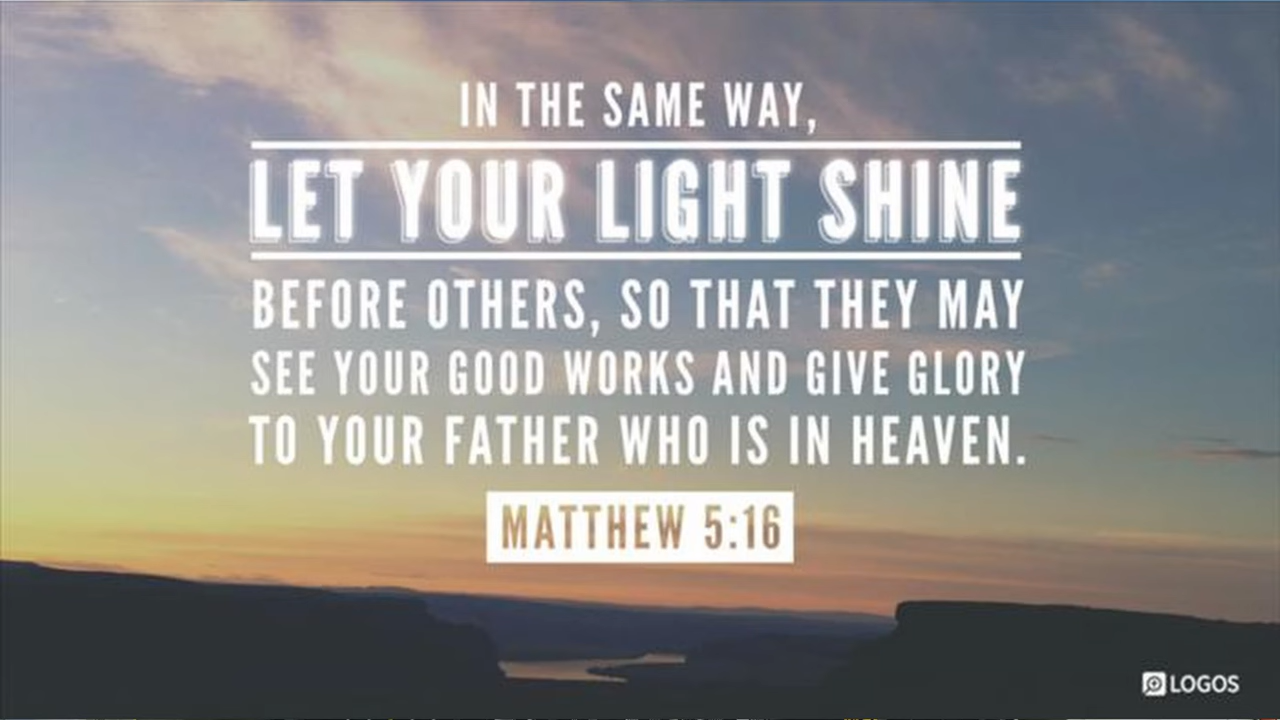 IN THE SAME WAY,
LET YOUR LIGHT SHINE
BEFORE OTHERS, SO THAT THEY MAY
SEE YOUR GOOD WORKS AND GIVE GLORY
TO YOUR FATHER WHO IS IN HEAVEN.
MATTHEW 5:16
LOGOS